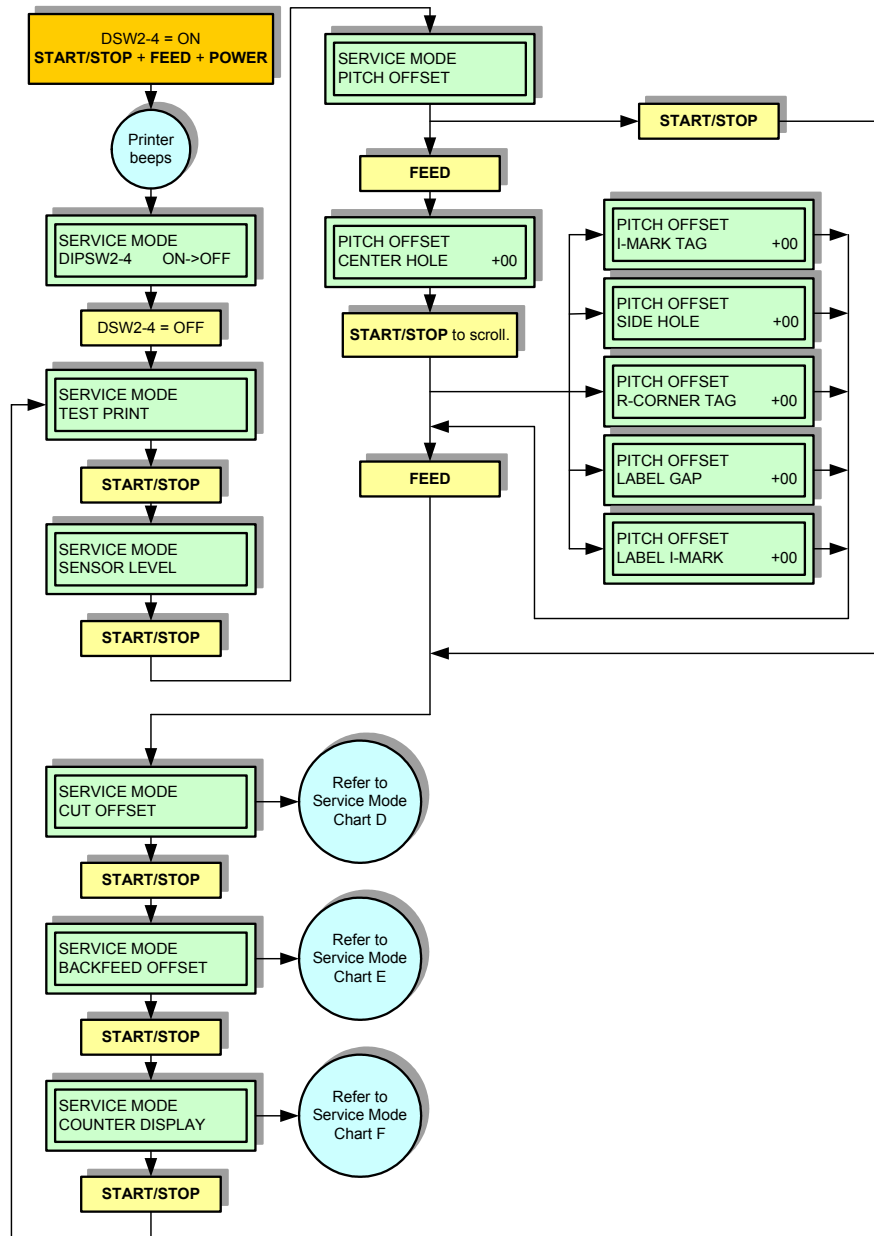 DSW2-4 = ON
START/STOP + FEED + POWER
Printer
beeps
SERVICE MODE
DIPSW2-4 ON->OFF
DSW2-4 = OFF
SERVICE MODE
TEST PRINT
START/STOP
SERVICE MODE
SENSOR LEVEL
START/STOP
SERVICE MODE
PITCH OFFSET
START/STOP
FEED
PITCH OFFSET
CENTER HOLE +00
START/STOP to scroll.
PITCH OFFSET
I-MARK TAG +00
PITCH OFFSET
SIDE HOLE +00
PITCH OFFSET
R-CORNER TAG +00
PITCH OFFSET
LABEL GAP +00
PITCH OFFSET
LABEL I-MARK +00
FEED
SERVICE MODE
CUT OFFSET
Refer to
Service Mode
Chart D
START/STOP
SERVICE MODE
BACKFEED OFFSET
Refer to
Service Mode
Chart E
START/STOP
SERVICE MODE
COUNTER DISPLAY
Refer to
Service Mode
Chart F
START/STOP